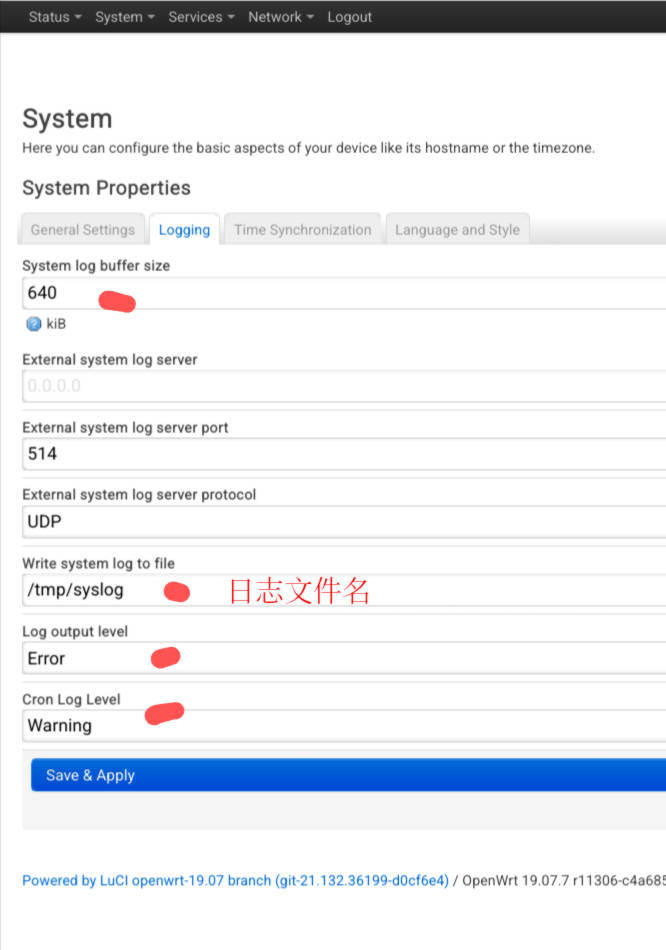 Status System Services Network Logout
System
Here you can configure the basic aspects of your device like its hostname or the timezone.
System Properties
General Settings Logging Time Synchronization Language and Style
System log buffer size
640
kiB
External system log server
0.0.0.0
External system log server port
514
External system log server protocol
UDP
Write system log to file
/tmp/syslog 日志文件名
Log output level
Error
Cron Log Level
Warning
Save & Apply
Powered by LuCI openwrt-19.07 branch (git-21.132.36199-d0cf6e4) / OpenWrt 19.07.7 r11306-c4a685